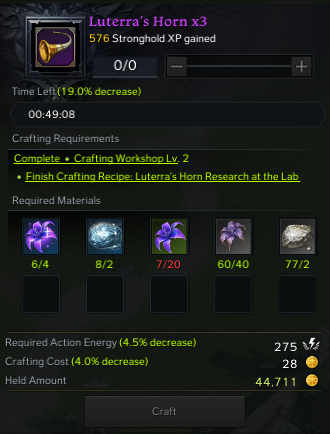 Luterra's Horn x3
576 Stronghold XP gained
0/0
Time Left (19.0% decrease)
00:49:08
Crafting Requirements
Complete • Crafting Workshop Lv. 2
• Finish Crafting Recipe: Luterra's Horn Research at the Lab
Required Materials
6/4 8/2 7/20 60/40 77/2
Required Action Energy (4.5% decrease) 275
Crafting Cost (4.0% decrease) 28
Held Amount 44,711
Craft